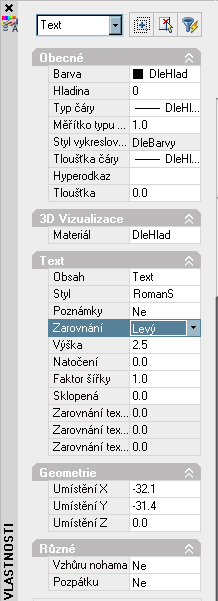 Text
Obecné
Barva DleHlad
Hladina 0
Typ čáry DleHl...
Měřítko typu ... 1.0
Styl vykreslov... DleBarvy
Tloušťka čáry DleHl...
Hyperodkaz
Tloušťka 0.0
3D Vizualizace
Materiál DleHlad
Text
Obsah Text
Styl RomanS
Poznámky Ne
Zarovnání Levý
Výška 2.5
Natočení 0.0
Faktor šířky 1.0
Sklopená 0.0
Zarovnání tex... 0.0
Zarovnání tex... 0.0
Zarovnání tex... 0.0
Geometrie
Umístění X -32.1
Umístění Y -31.4
Umístění Z 0.0
Různé
Vzhůru nohama Ne
Pozpátku Ne
VLASTNOSTI